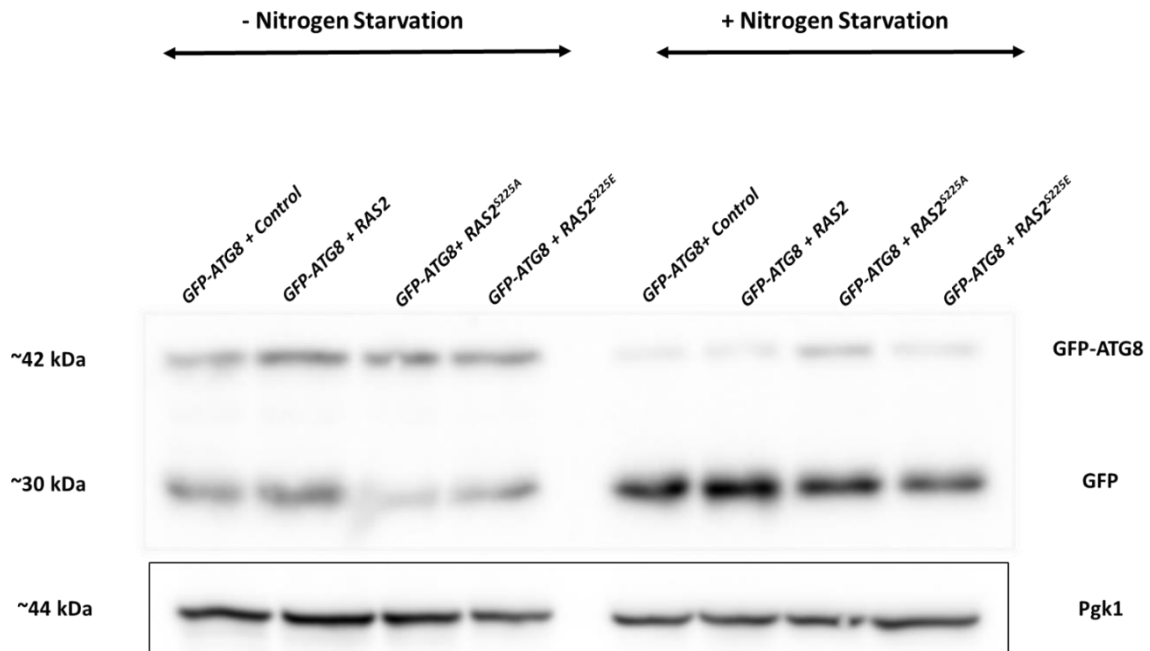 - Nitrogen Starvation
+ Nitrogen Starvation
GFP-ATG8 + Control
GFP-ATG8 + RAS2
GFP-ATG8+ RAS2S225A
GFP-ATG8 + RAS2S225E
GFP-ATG8+ Control
GFP-ATG8 + RAS2
GFP-ATG8 + RAS2S225A
GFP-ATG8 + RAS2S225E
~42 kDa
GFP-ATG8
~30 kDa
GFP
~44 kDa
Pgk1